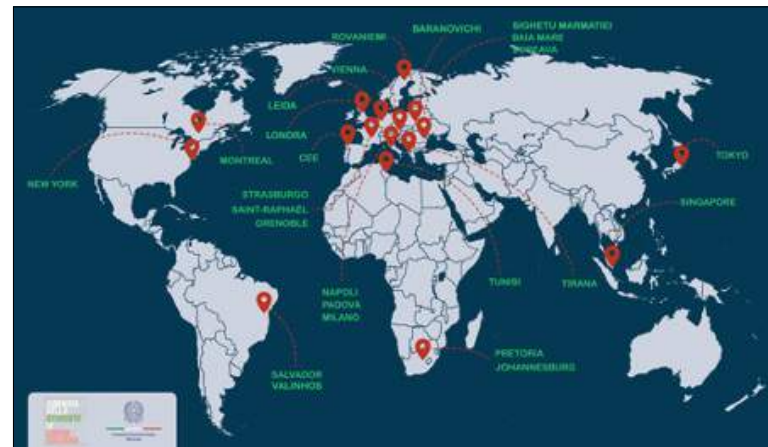 ROVANIEMI
BARANOVICHI
SIGHETU MARMATIEI
BAIA MARE
SUCEAVA
VIENNA
LEIDA
LONDRA
CEE
MONTREAL
NEW YORK
TOKYO
SINGAPORE
STRASBURGO
SAINT-RAPHAËL
GRENOBLE
NAPOLI
PADOVA
MILANO
TUNISI
TIRANA
SALVADOR
VALINHOS
PRETORIA
JOHANNESBURG